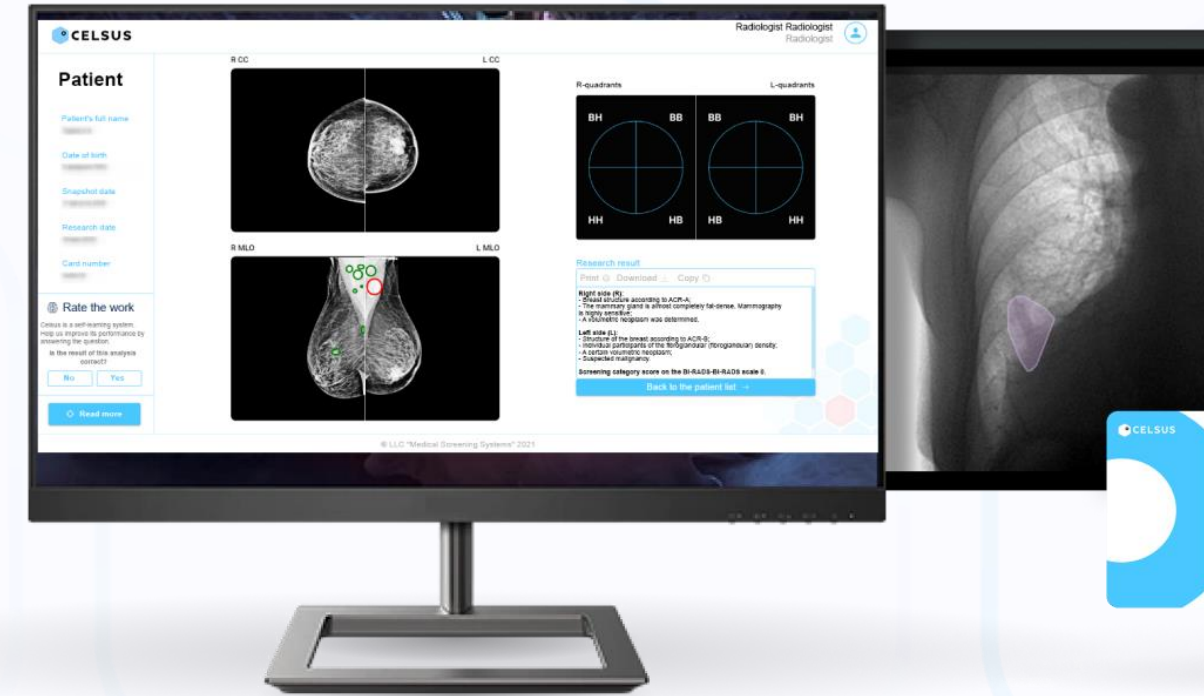 CELSUS
Radiologist Radiologist
Radiologist
Patient
Patient's full name
Date of birth
Snapshot date
Research date
Card number
Rate the work
Celsus is a self-learning system.
Help us improve its performance by
answering the question.
Is the result of this analysis
correct?
No Yes
Read more
R CC L CC
R MLO L MLO
R-quadrants L-quadrants
BH BB BB BH
HH HB HB HH
Research result
Print Download Copy
Right side (R):
- Breast structure according to ACR-A;
- The mammary gland is almost completely fat-dense. Mammography
is highly sensitive;
- A volumetric neoplasm was determined.
Left side (L):
- Structure of the breast according to ACR-B;
- Individual participants of the fibroglandular (fibroglandular) density;
- A certain volumetric neoplasm;
- Suspected malignancy.
Screening category score on the BI-RADS-BI-RADS scale 0.
Back to the patient list →
© LLC "Medical Screening Systems" 2021
CELSUS